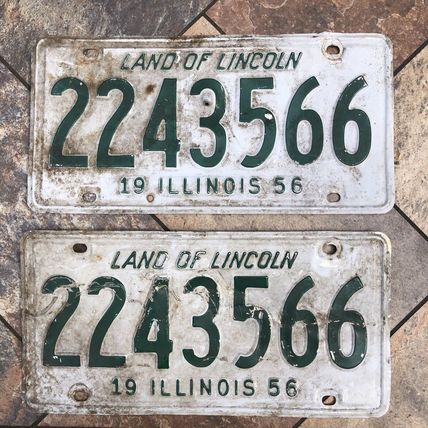 LAND OF LINCOLN
2243566
19 ILLINOIS 56
LAND OF LINCOLN
2243566
19 ILLINOIS 56